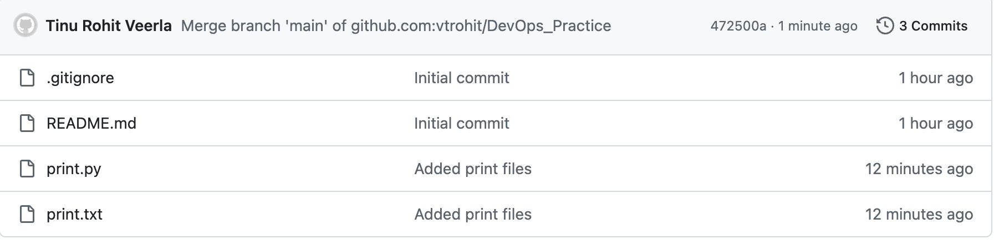 Tinu Rohit Veerla Merge branch 'main' of github.com:vtrohit/DevOps_Practice 472500a · 1 minute ago 3 Commits
.gitignore Initial commit 1 hour ago
README.md Initial commit 1 hour ago
print.py Added print files 12 minutes ago
print.txt Added print files 12 minutes ago